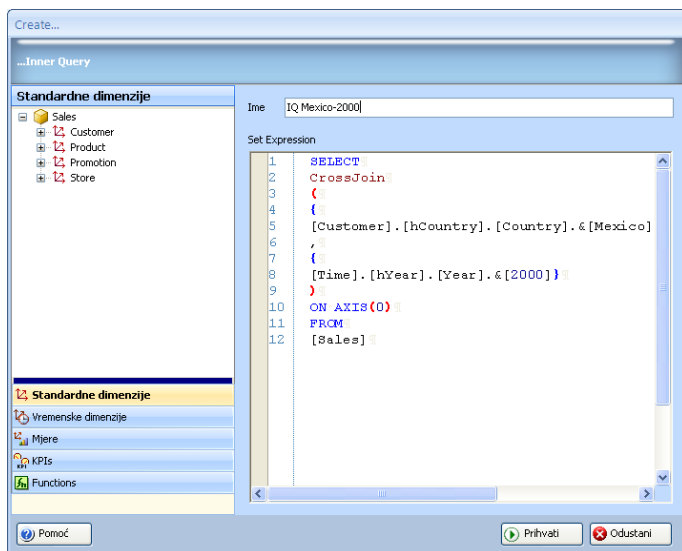 Create...
...Inner Query
Standardne dimenzije
Sales
Customer
Product
Promotion
Store
Standardne dimenzije
Vremenske dimenzije
Mjere
KPIs
Functions
Ime IQ Mexico-2000
Set Expression
1 SELECT
2 CrossJoin
3 (
4 {
5 [Customer].[hCountry].[Country].&[Mexico]
6 ,
7 {
8 [Time].[hYear].[Year].&[2000]}
9 )
10 ON AXIS(0)
11 FROM
12 [Sales]
Pomoć
Prihvati
Odustani